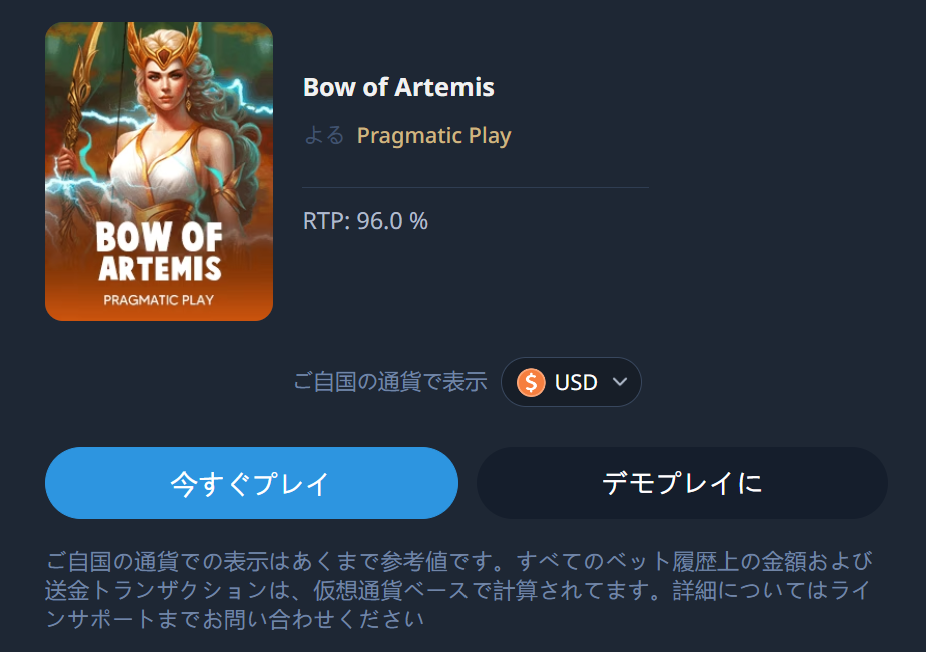 BOW OF
ARTEMIS
PRAGMATIC PLAY
Bow of Artemis
よる Pragmatic Play
RTP: 96.0 %
ご自国の通貨で表示 $ USD
今すぐプレイ
デモプレイに
ご自国の通貨での表示はあくまで参考値です。すべてのベット履歴上の金額および
送金トランザクションは、仮想通貨ベースで計算されてます。詳細についてはライ
ンサポートまでお問い合わせください